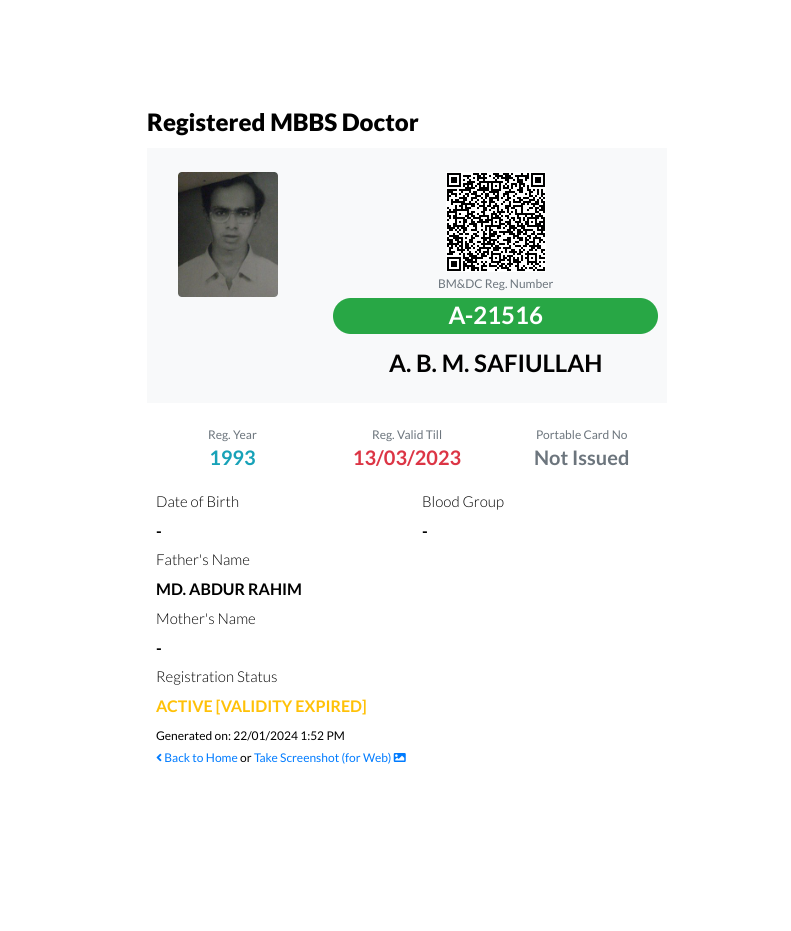 Registered MBBS Doctor
BM&DC Reg. Number
A-21516
A. B. M. SAFIULLAH
Reg. Year
1993
Reg. Valid Till
13/03/2023
Portable Card No
Not Issued
Date of Birth
-
Blood Group
-
Father's Name
MD. ABDUR RAHIM
Mother's Name
-
Registration Status
ACTIVE [VALIDITY EXPIRED]
Generated on: 22/01/2024 1:52 PM
Back to Home or Take Screenshot (for Web)